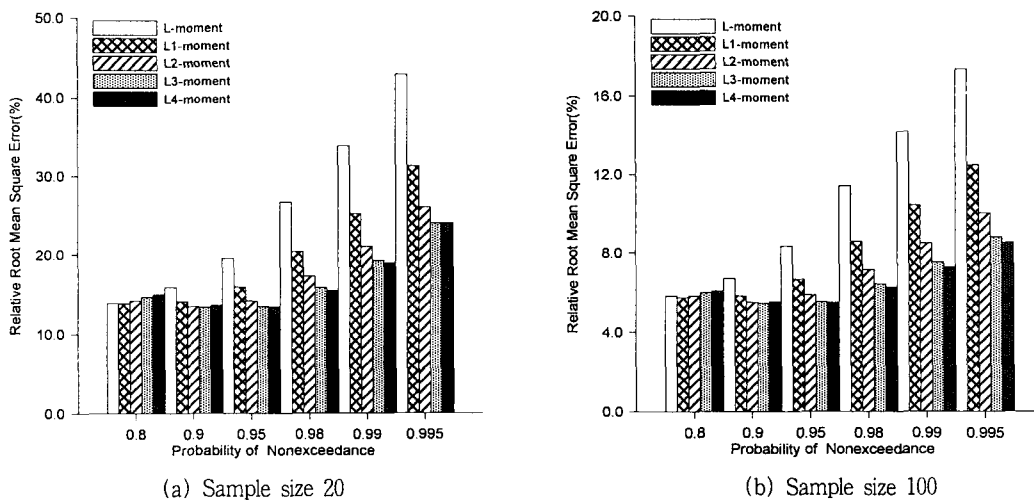 50.0
40.0
30.0
20.0
10.0
0.0
Relative Root Mean Square Error(%)
L-moment
L1-moment
L2-moment
L3-moment
L4-moment
0.8 0.9 0.95 0.98 0.99 0.995
Probability of Nonexceedance
(a) Sample size 20
20.0
16.0
12.0
8.0
4.0
0.0
Relative Root Mean Square Error(%)
L-moment
L1-moment
L2-moment
L3-moment
L4-moment
0.8 0.9 0.95 0.98 0.99 0.995
Probability of Nonexceedance
(b) Sample size 100